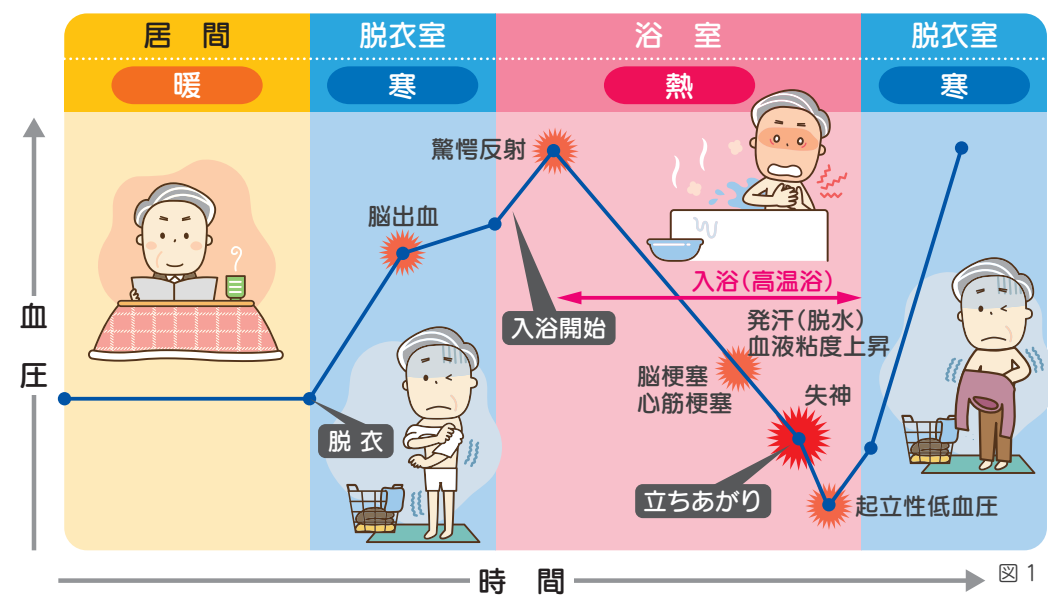 居 間
脱衣室
浴 室
脱衣室
暖
寒
熱
寒
驚愕反射
脳出血
入浴(高温浴)
入浴開始
発汗(脱水)
血液粘度上昇
脳梗塞
心筋梗塞
失神
脱 衣
立ちあがり
起立性低血圧
血圧
時 間
図 1